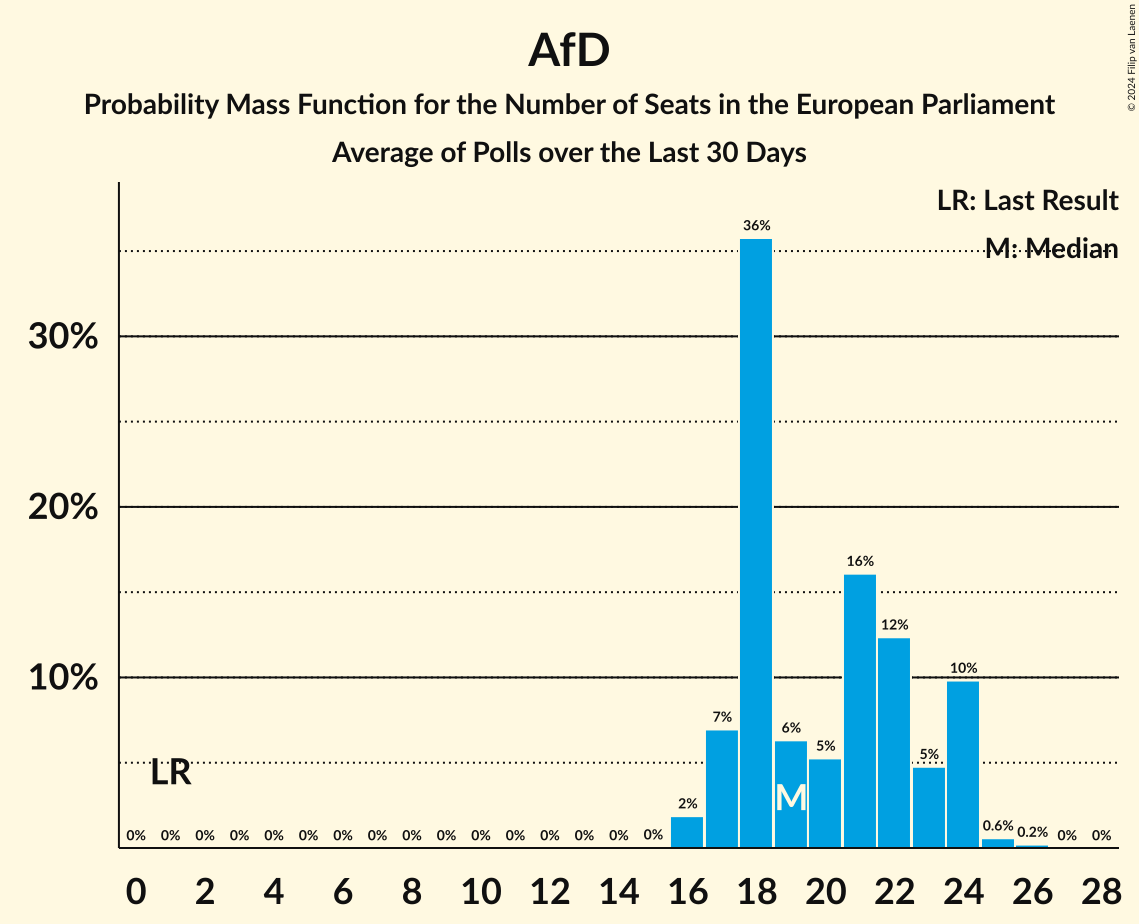 AfD
Probability Mass Function for the Number of Seats in the European Parliament
Average of Polls over the Last 30 Days
© 2024 Filip van Laenen
LR: Last Result
M: Median
36%
30%
20%
16%
12%
10%
10%
7%
6%
5%
5%
LR
M
2%
0% 0% 0% 0% 0% 0% 0% 0% 0% 0% 0% 0% 0% 0% 0% 0% 0.6% 0.2% 0% 0%
0 2 4 6 8 10 12 14 16 18 20 22 24 26 28